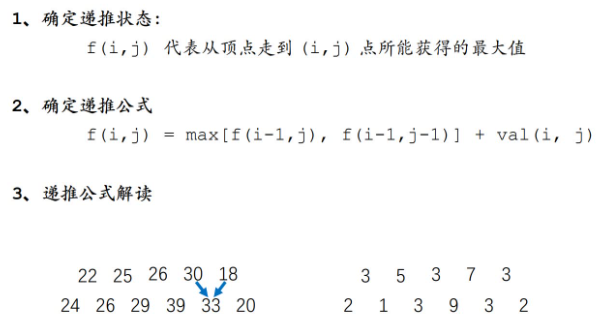 1、确定递推状态:
f(i,j) 代表从顶点走到 (i,j) 点所能获得的最大值
2、确定递推公式
f(i,j) = max[f(i-1,j), f(i-1,j-1)] + val(i, j)
3、递推公式解读
22 25 26 30 18 3 5 3 7 3
24 26 29 39 33 20 2 1 3 9 3 2